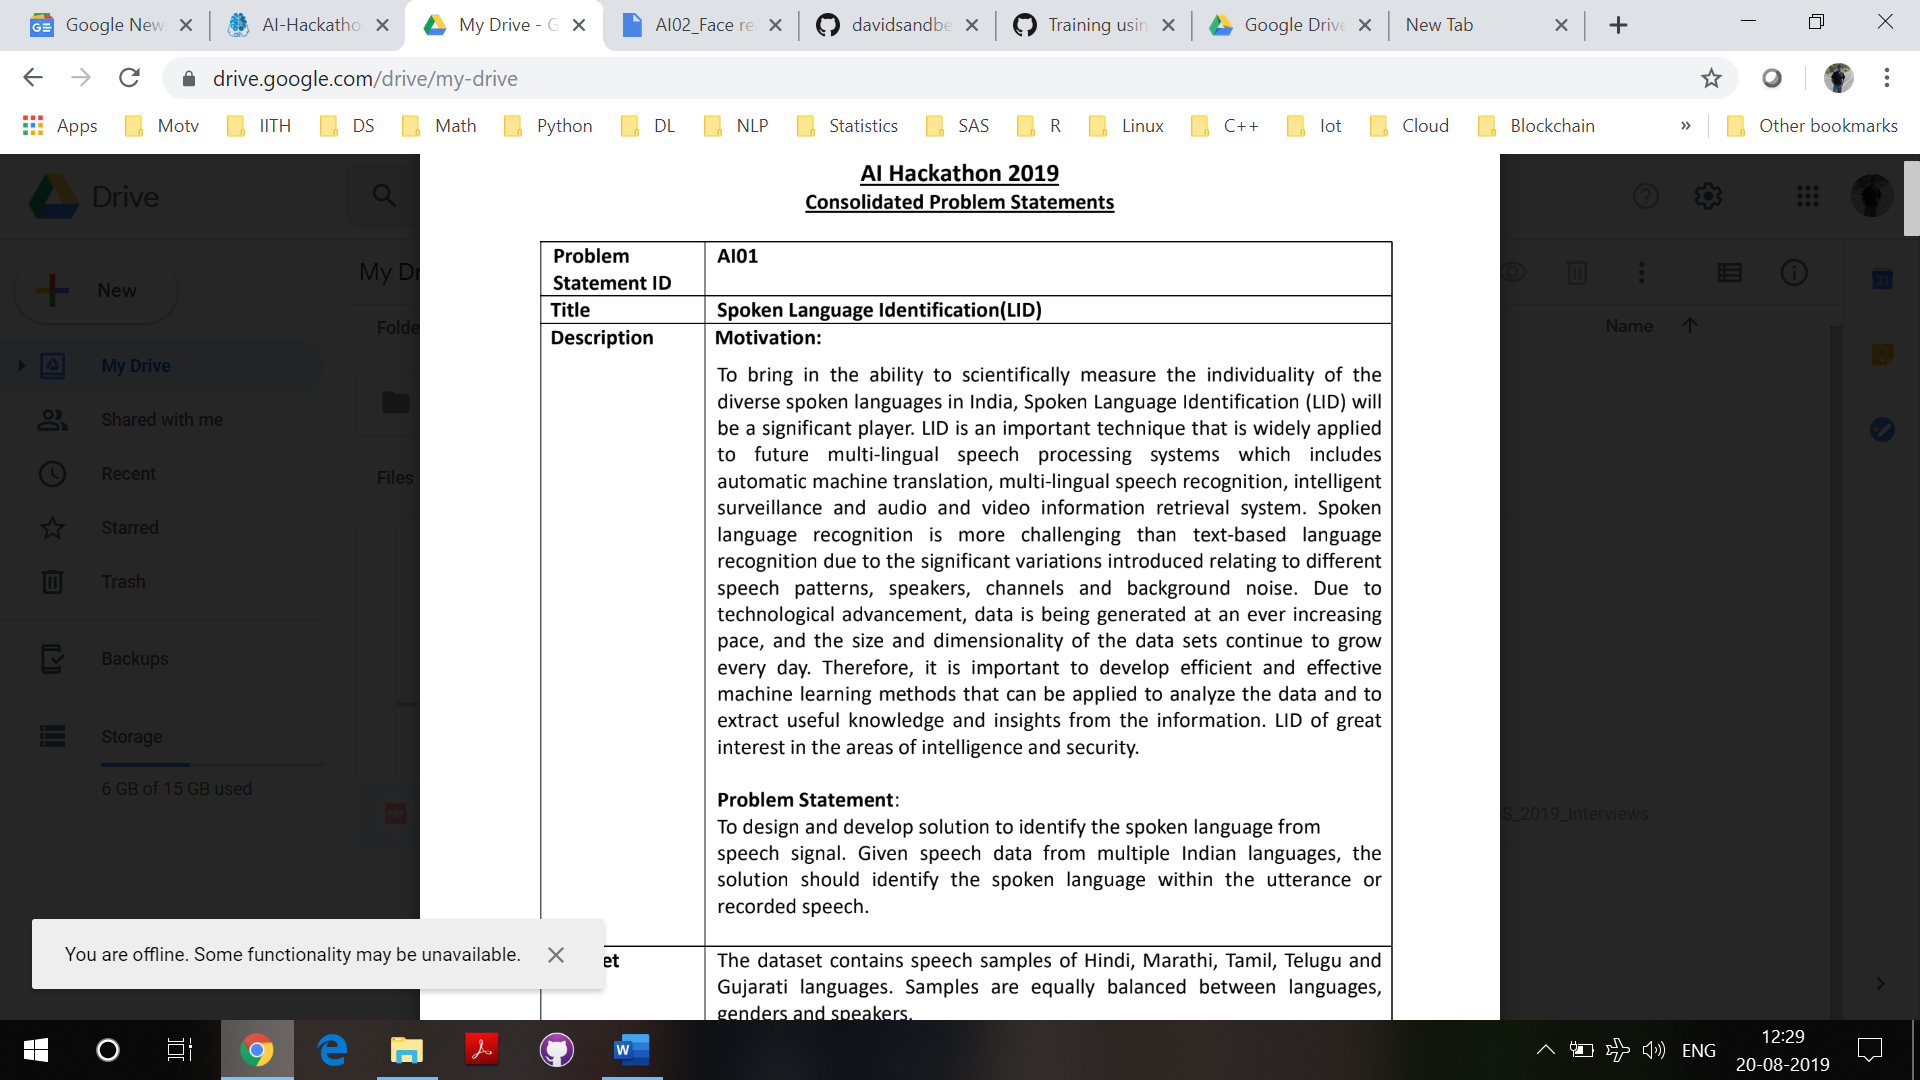 Google New
AI-Hackatho
My Drive - G
AI02_Face re
davidsandbe
Training usin
Google Drive
New Tab
drive.google.com/drive/my-drive
Apps
Motv
IITH
DS
Math
Python
DL
NLP
Statistics
SAS
R
Linux
C++
Iot
Cloud
Blockchain
»
Other bookmarks
Drive
New
My Drive
Shared with me
Recent
Starred
Trash
Backups
Storage
6 GB of 15 GB used
My Dr
Folde
Files
Name
S_2019_Interviews
31
AI Hackathon 2019
Consolidated Problem Statements
Problem
Statement ID
AI01
Title
Spoken Language Identification(LID)
Description
Motivation:
To bring in the ability to scientifically measure the individuality of the
diverse spoken languages in India, Spoken Language Identification (LID) will
be a significant player. LID is an important technique that is widely applied
to future multi-lingual speech processing systems which includes
automatic machine translation, multi-lingual speech recognition, intelligent
surveillance and audio and video information retrieval system. Spoken
language recognition is more challenging than text-based language
recognition due to the significant variations introduced relating to different
speech patterns, speakers, channels and background noise. Due to
technological advancement, data is being generated at an ever increasing
pace, and the size and dimensionality of the data sets continue to grow
every day. Therefore, it is important to develop efficient and effective
machine learning methods that can be applied to analyze the data and to
extract useful knowledge and insights from the information. LID of great
interest in the areas of intelligence and security.
Problem Statement:
To design and develop solution to identify the spoken language from
speech signal. Given speech data from multiple Indian languages, the
solution should identify the spoken language within the utterance or
recorded speech.
et
The dataset contains speech samples of Hindi, Marathi, Tamil, Telugu and
Gujarati languages. Samples are equally balanced between languages,
genders and speakers.
You are offline. Some functionality may be unavailable.
ENG
12:29
20-08-2019